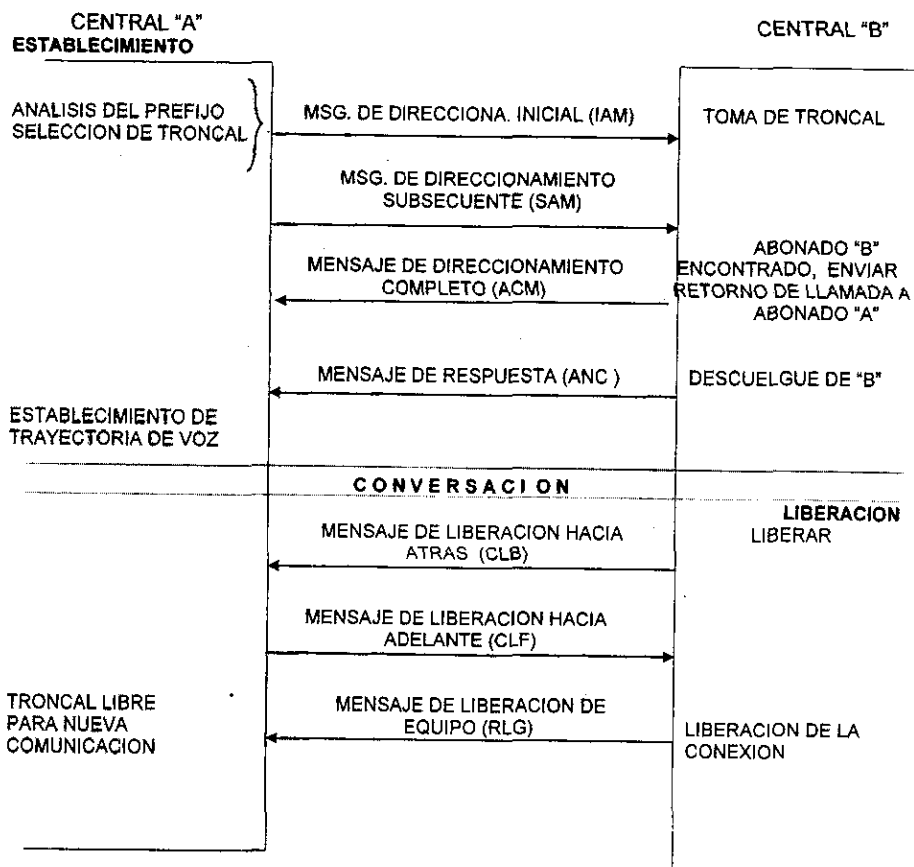 CENTRAL "A"
CENTRAL "B"
ESTABLECIMIENTO
ANALISIS DEL PREFIJO
SELECCION DE TRONCAL
MSG. DE DIRECCIONA. INICIAL (IAM)
TOMA DE TRONCAL
MSG. DE DIRECCIONAMIENTO
SUBSECUENTE (SAM)
MENSAJE DE DIRECCIONAMIENTO
COMPLETO (ACM)
ABONADO "B"
ENCONTRADO, ENVIAR
RETORNO DE LLAMADA A
ABONADO "A"
MENSAJE DE RESPUESTA (ANC )
DESCUELGUE DE "B"
ESTABLECIMIENTO DE
TRAYECTORIA DE VOZ
CONVERSACION
LIBERACION
LIBERAR
MENSAJE DE LIBERACION HACIA
ATRAS (CLB)
MENSAJE DE LIBERACION HACIA
ADELANTE (CLF)
TRONCAL LIBRE
PARA NUEVA
COMUNICACION
MENSAJE DE LIBERACION DE
EQUIPO (RLG)
LIBERACION DE LA
CONEXION